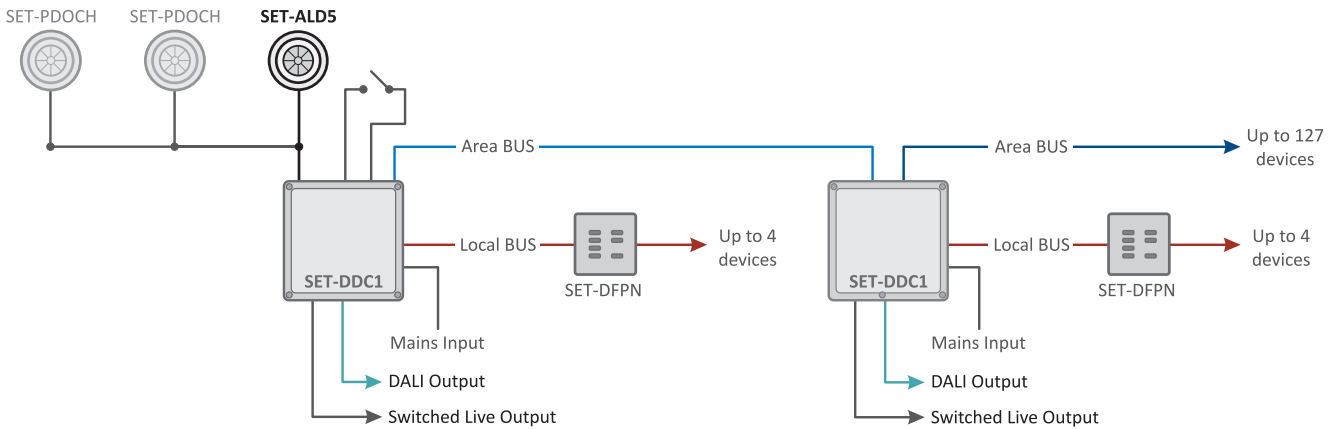 SET-PDOCH
SET-PDOCH
SET-ALD5
Area BUS
Area BUS
Up to 127
devices
Local BUS
Up to 4
devices
Local BUS
Up to 4
devices
SET-DDC1
SET-DFPN
SET-DDC1
SET-DFPN
Mains Input
Mains Input
DALI Output
DALI Output
Switched Live Output
Switched Live Output